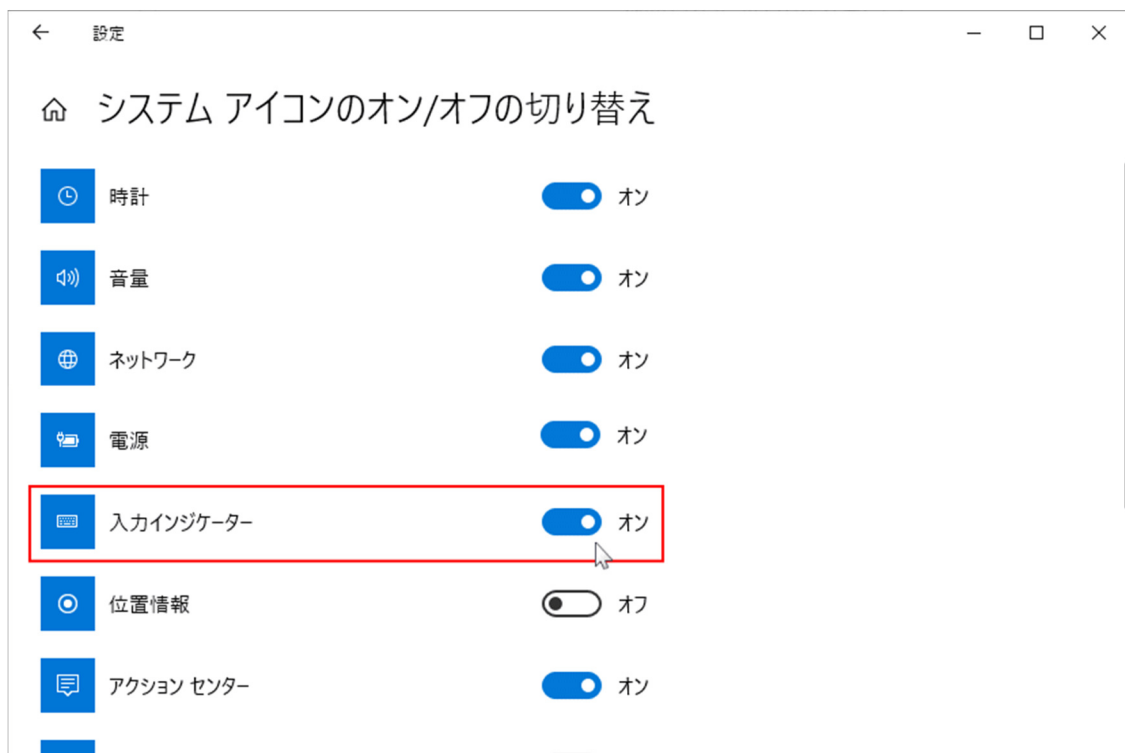 設定
システム アイコンのオン/オフの切り替え
時計 オン
音量 オン
ネットワーク オン
電源 オン
入力インジケーター オン
位置情報 オフ
アクション センター オン